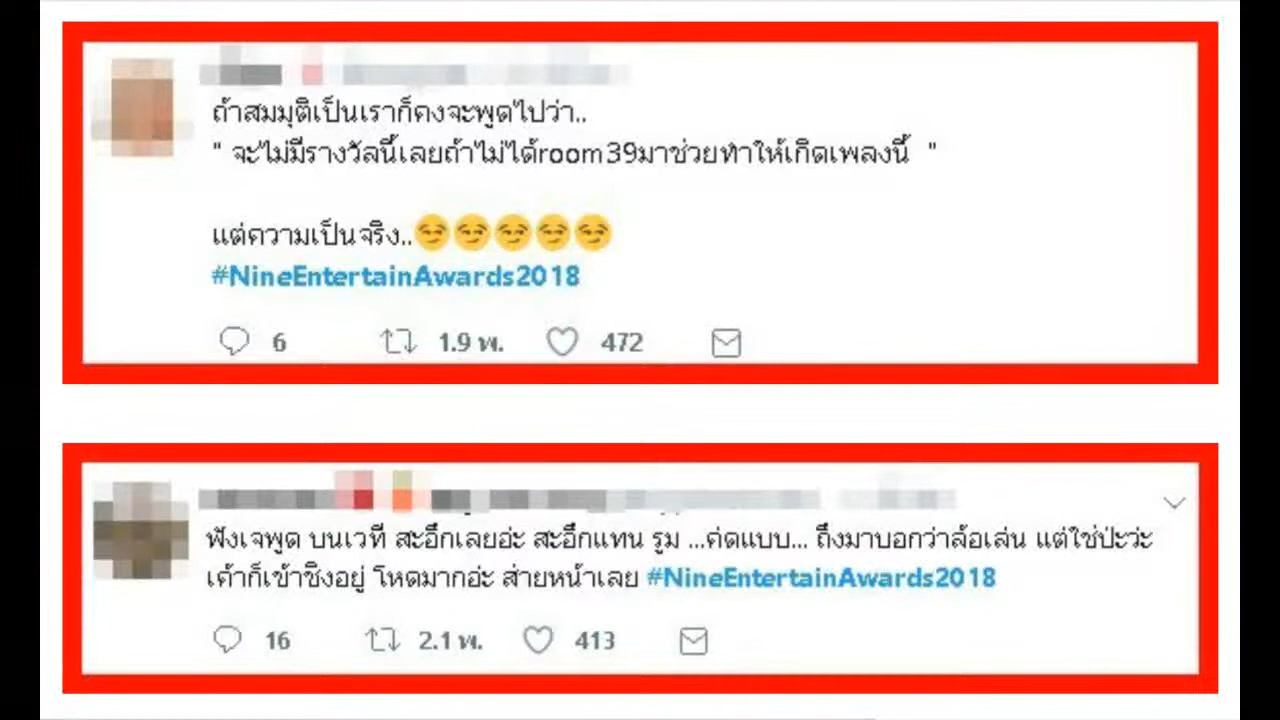 ถ้าสมมุติเป็นเราก็คงจะพูดไปว่า..
" จะไม่มีรางวัลนี้เลยถ้าไม่ได้room39มาช่วยทำให้เกิดเพลงนี้ "
แต่ความเป็นจริง..😏😏😏😏😏
#NineEntertainAwards2018
6 1.9 พ. 472
ฟังเจพูด บนเวที สะอึกเลยอ่ะ สะอึกแทน รูม ...คือแบบ... ถึงมาบอกว่าล้อเล่น แต่ใช่ป่ะว่ะ
เค้าก็เข้าชิงอยู่ โหดมากอ่ะ ส่ายหน้าเลย #NineEntertainAwards2018
16 2.1 พ. 413